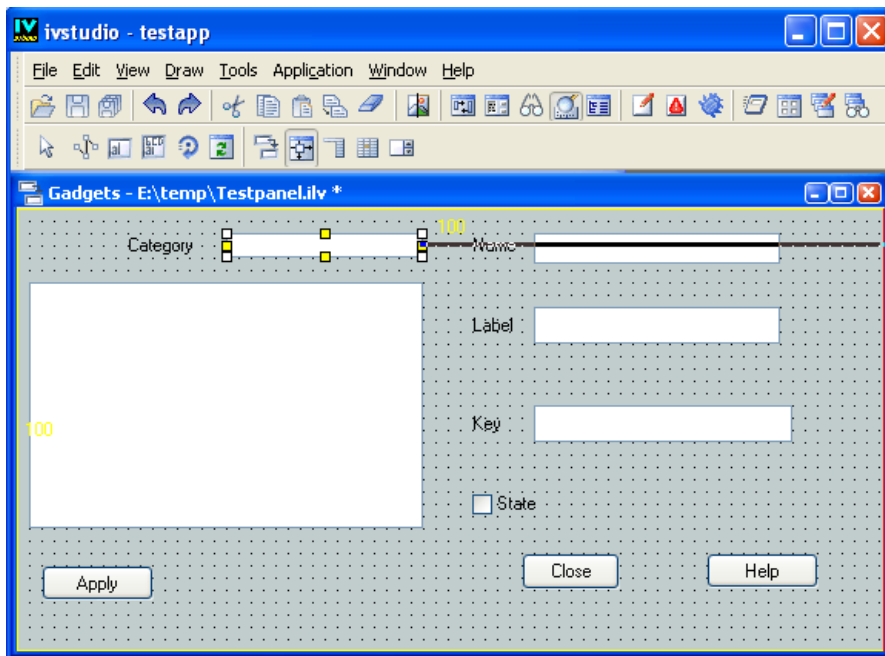 ivstudio - testapp
File Edit View Draw Tools Application Window Help
Gadgets - E:\temp\Testpanel.ilv *
100
Category
Name
Label
100
Key
State
Apply
Close
Help